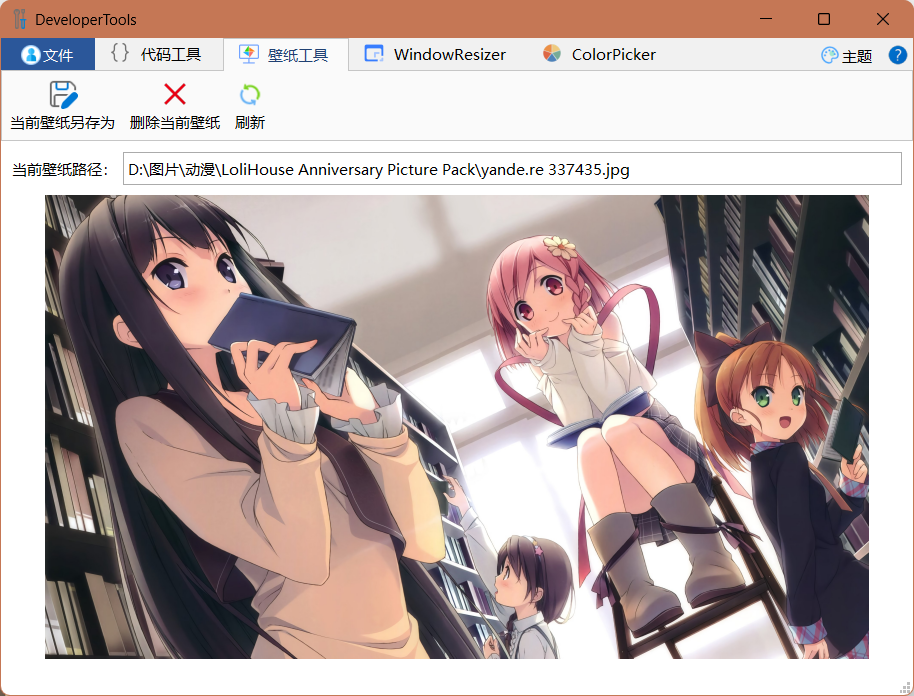 DeveloperTools
文件 代码工具 壁纸工具 WindowResizer ColorPicker 主题 ?
当前壁纸另存为 删除当前壁纸 刷新
当前壁纸路径： D:\图片\动漫\LoliHouse Anniversary Picture Pack\yande.re 337435.jpg